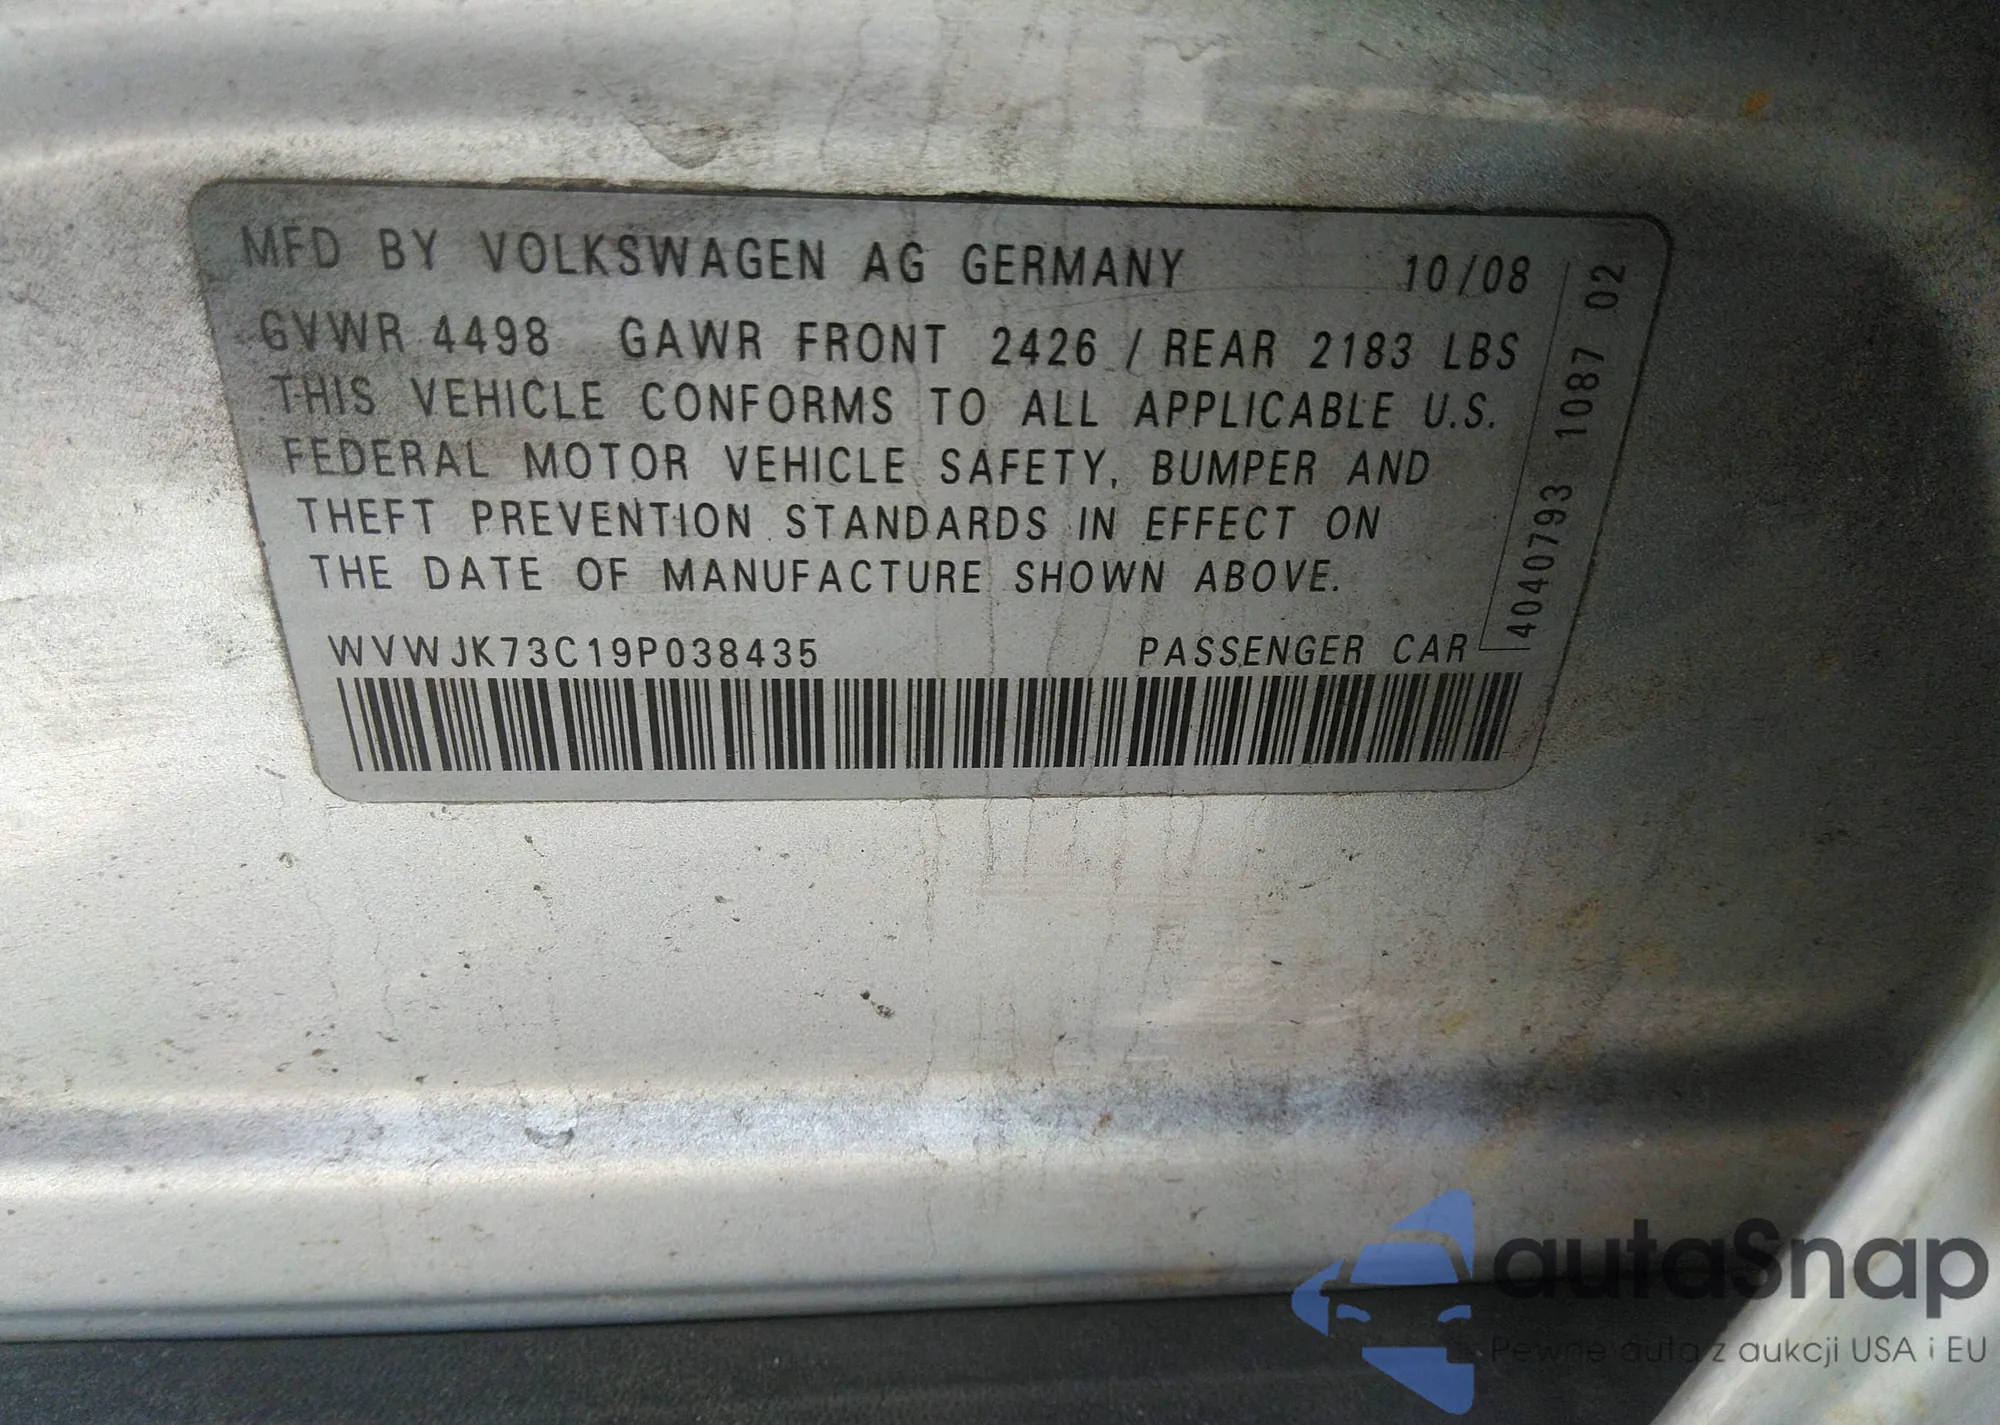 MFD BY VOLKSWAGEN AG GERMANY 10/08
GVWR 4498 GAWR FRONT 2426 / REAR 2183 LBS
THIS VEHICLE CONFORMS TO ALL APPLICABLE U.S.
FEDERAL MOTOR VEHICLE SAFETY, BUMPER AND
THEFT PREVENTION STANDARDS IN EFFECT ON
THE DATE OF MANUFACTURE SHOWN ABOVE.
WVWJK73C19P038435 PASSENGER CAR
4040793 1087 02
autaSnap
Pewne auta z aukcji USA i EU